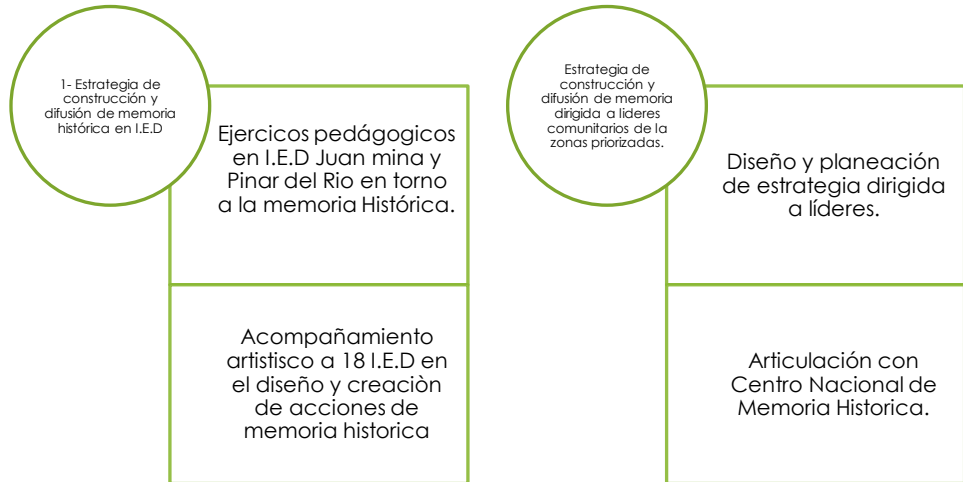 1- Estrategia de
construcción y
difusión de memoria
histórica en I.E.D
Ejercicos pedágogicos
en I.E.D Juan mina y
Pinar del Rio en torno
a la memoria Histórica.
Acompañamiento
artistisco a 18 I.E.D en
el diseño y creaciòn
de acciones de
memoria historica
Estrategia de
construcción y
difusión de memoria
dirigida a lideres
comunitarios de la
zonas priorizadas.
Diseño y planeación
de estrategia dirigida
a líderes.
Articulación con
Centro Nacional de
Memoria Historica.